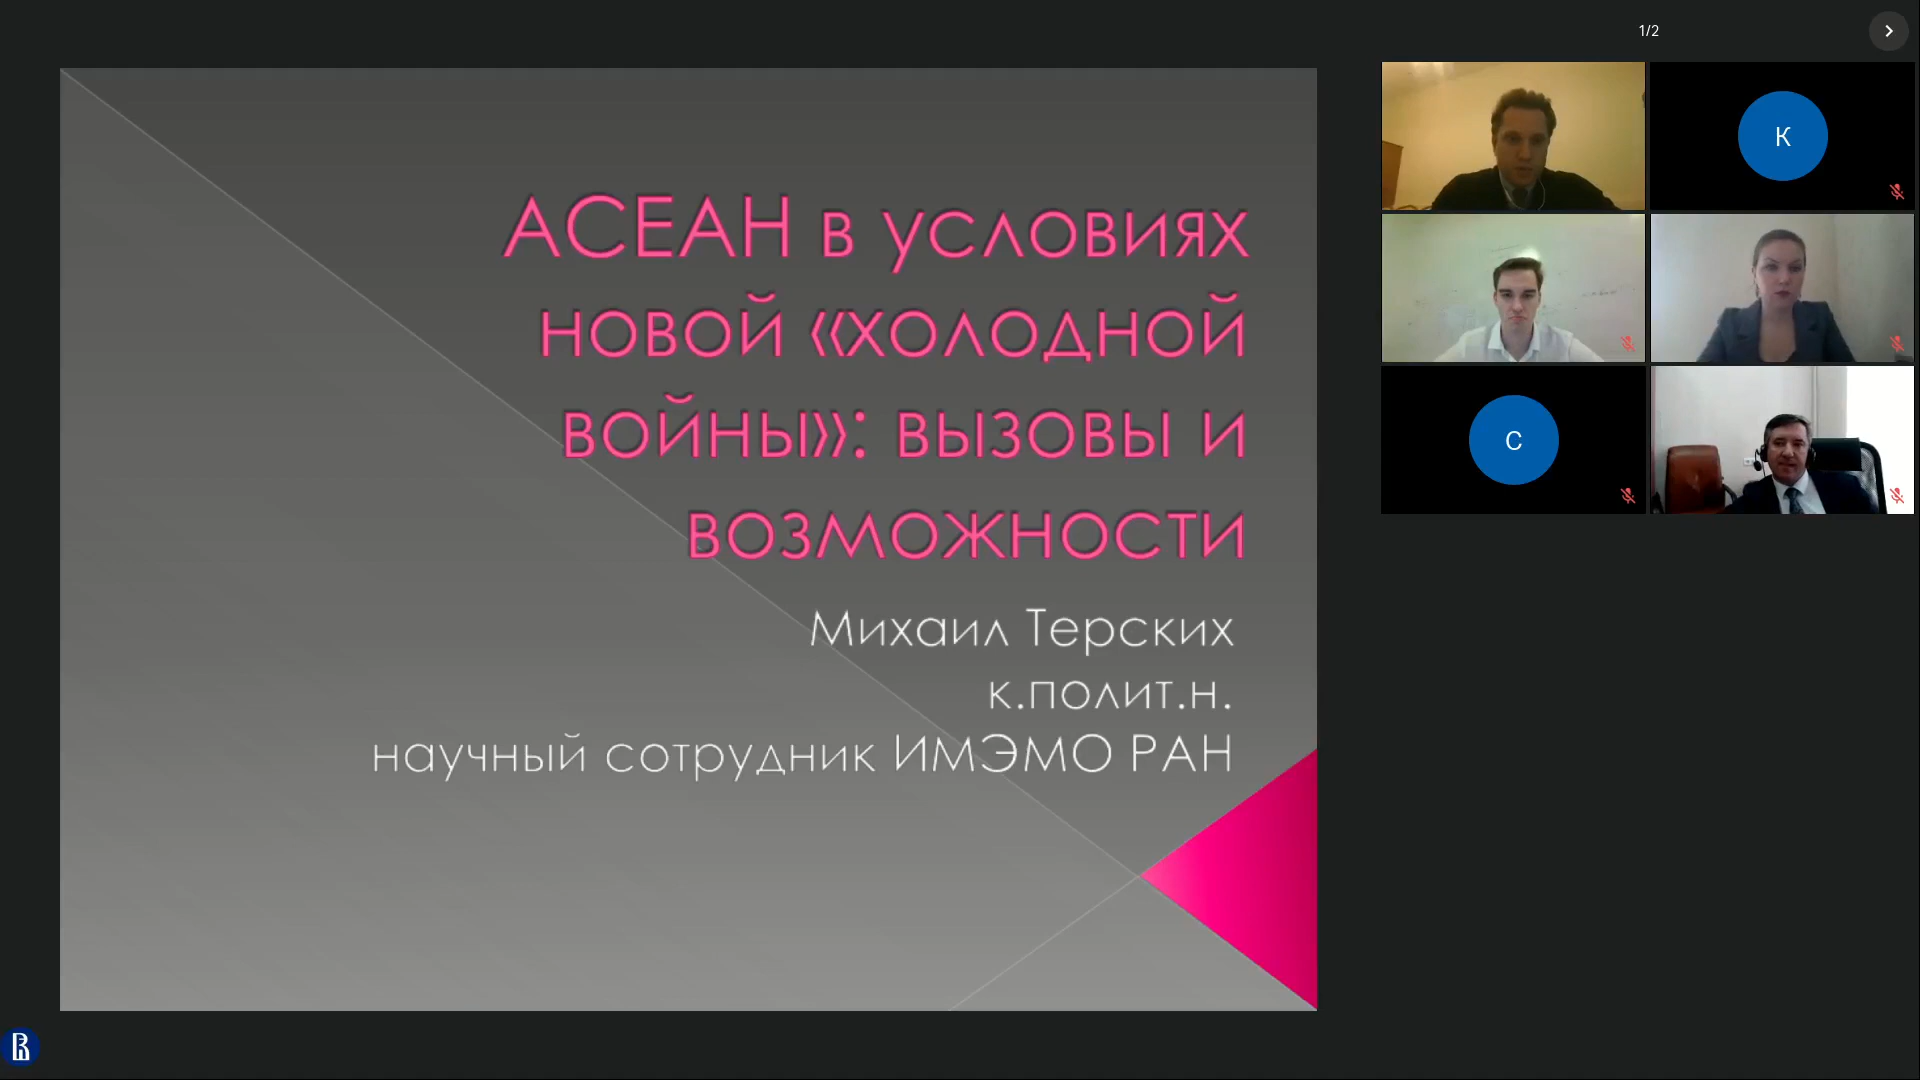 АСЕАН в условиях
новой «холодной
войны»: вызовы и
возможности
Михаил Терских
к.полит.н.
научный сотрудник ИМЭМО РАН
1/2
К
С